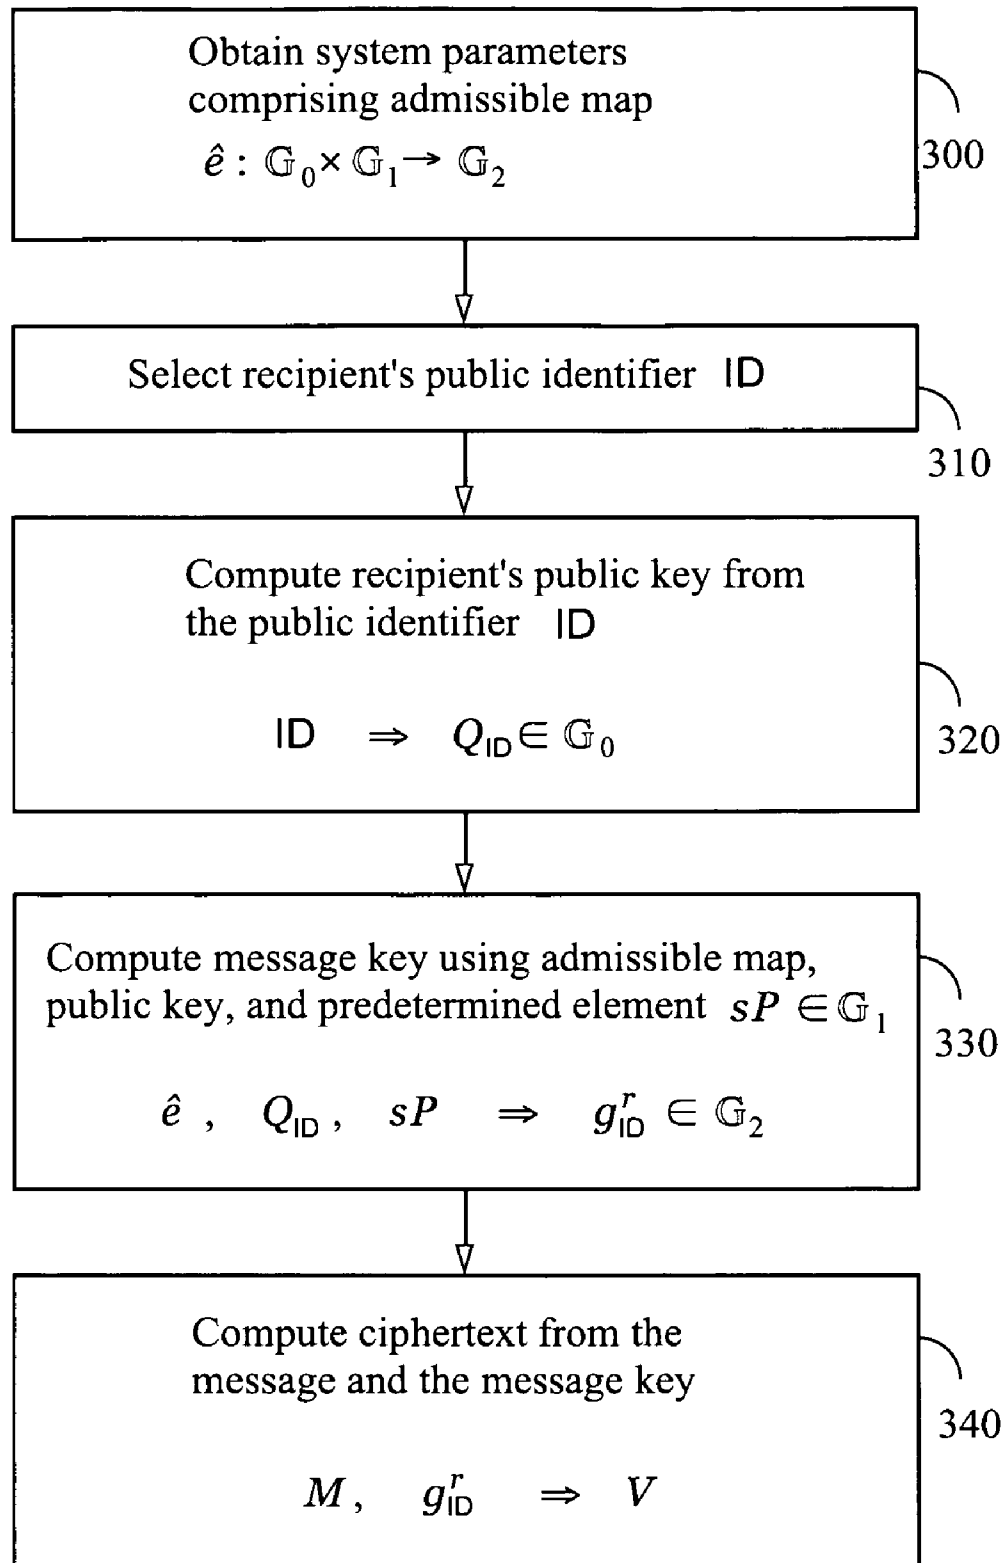 Obtain system parameters
comprising admissible map
ê : 𝔾₀ × 𝔾₁ → 𝔾₂
300
Select recipient's public identifier ID
310
Compute recipient's public key from
the public identifier ID
ID ⇒ Q_ID ∈ 𝔾₀
320
Compute message key using admissible map,
public key, and predetermined element sP ∈ 𝔾₁
330
ê , Q_ID , sP ⇒ g_ID^r ∈ 𝔾₂
Compute ciphertext from the
message and the message key
340
M , g_ID^r ⇒ V